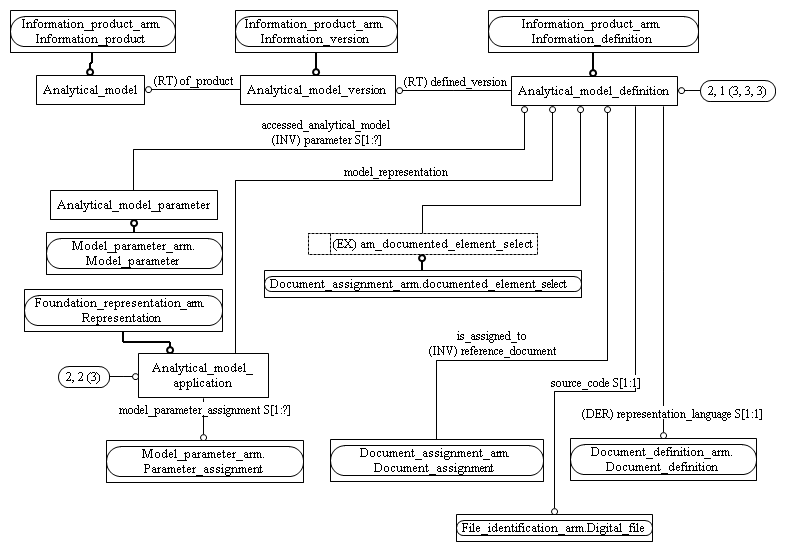 Information_product_arm.
Information_product
Information_product_arm.
Information_version
Information_product_arm.
Information_definition
Analytical_model
(RT) of_product
Analytical_model_version
(RT) defined_version
Analytical_model_definition
2, 1 (3, 3, 3)
accessed_analytical_model
(INV) parameter S[1:?]
model_representation
Analytical_model_parameter
Model_parameter_arm.
Model_parameter
(EX) am_documented_element_select
Document_assignment_arm.documented_element_select
Foundation_representation_arm.
Representation
is_assigned_to
(INV) reference_document
2, 2 (3)
Analytical_model_
application
source_code S[1:1]
model_parameter_assignment S[1:?]
(DER) representation_language S[1:1]
Model_parameter_arm.
Parameter_assignment
Document_assignment_arm.
Document_assignment
Document_definition_arm.
Document_definition
File_identification_arm.Digital_file